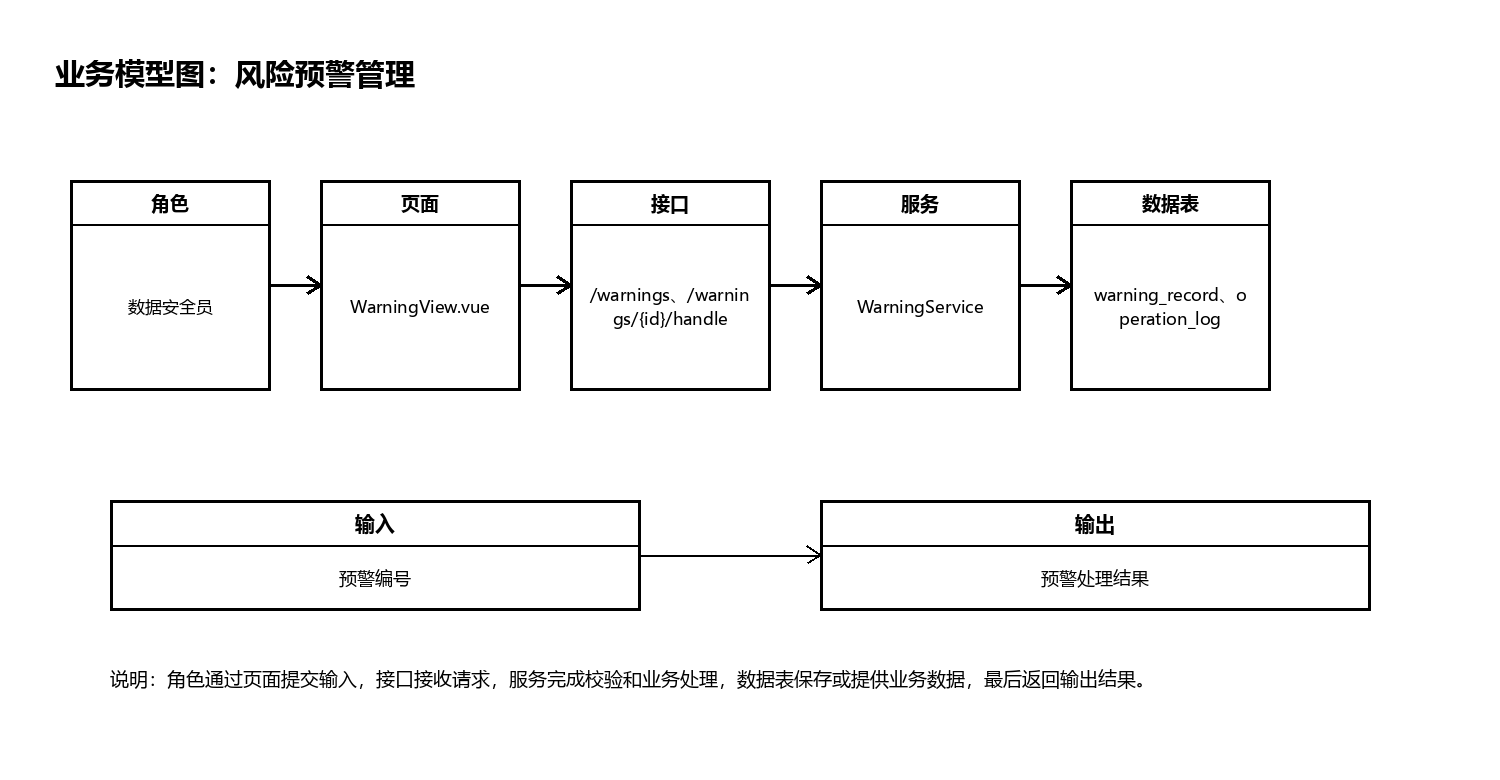 业务模型图：风险预警管理
角色
数据安全员
页面
WarningView.vue
接口
/warnings、/warnin
gs/{id}/handle
服务
WarningService
数据表
warning_record、o
peration_log
输入
预警编号
输出
预警处理结果
说明：角色通过页面提交输入，接口接收请求，服务完成校验和业务处理，数据表保存或提供业务数据，最后返回输出结果。